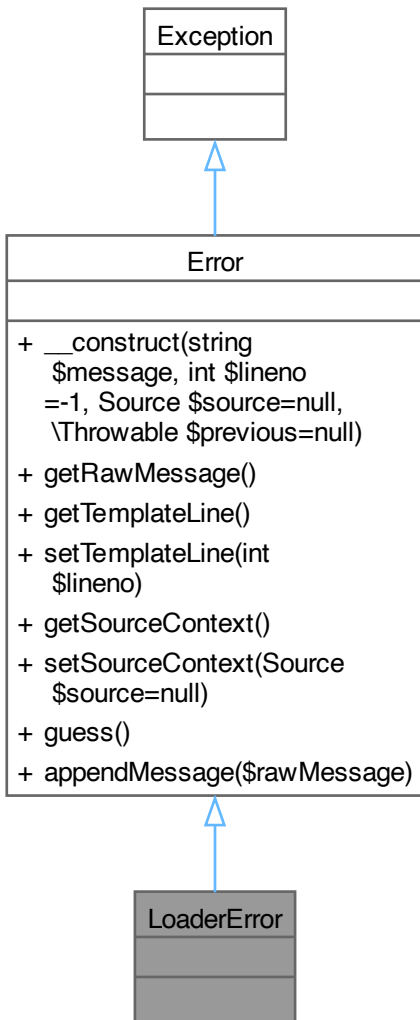 Exception
Error
+ __construct(string
$message, int $lineno
=-1, Source $source=null,
\Throwable $previous=null)
+ getRawMessage()
+ getTemplateLine()
+ setTemplateLine(int
$lineno)
+ getSourceContext()
+ setSourceContext(Source
$source=null)
+ guess()
+ appendMessage($rawMessage)
LoaderError